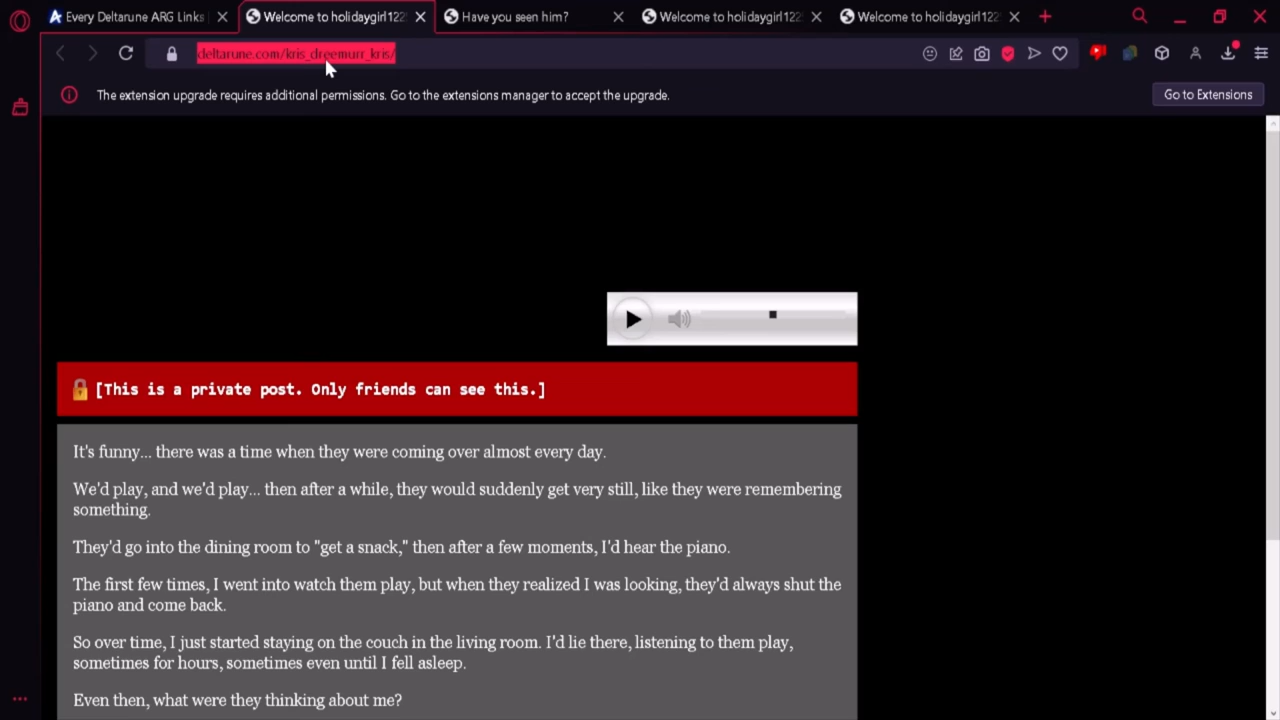 Every Deltarune ARG Links
Welcome to holidaygirl122
Have you seen him?
Welcome to holidaygirl122
Welcome to holidaygirl122
deltarune.com/kris_dreemurr_kris/
The extension upgrade requires additional permissions. Go to the extensions manager to accept the upgrade.
Go to Extensions
[This is a private post. Only friends can see this.]
It's funny... there was a time when they were coming over almost every day.
We'd play, and we'd play... then after a while, they would suddenly get very still, like they were remembering
something.
They'd go into the dining room to "get a snack," then after a few moments, I'd hear the piano.
The first few times, I went into watch them play, but when they realized I was looking, they'd always shut the
piano and come back.
So over time, I just started staying on the couch in the living room. I'd lie there, listening to them play,
sometimes for hours, sometimes even until I fell asleep.
Even then, what were they thinking about me?